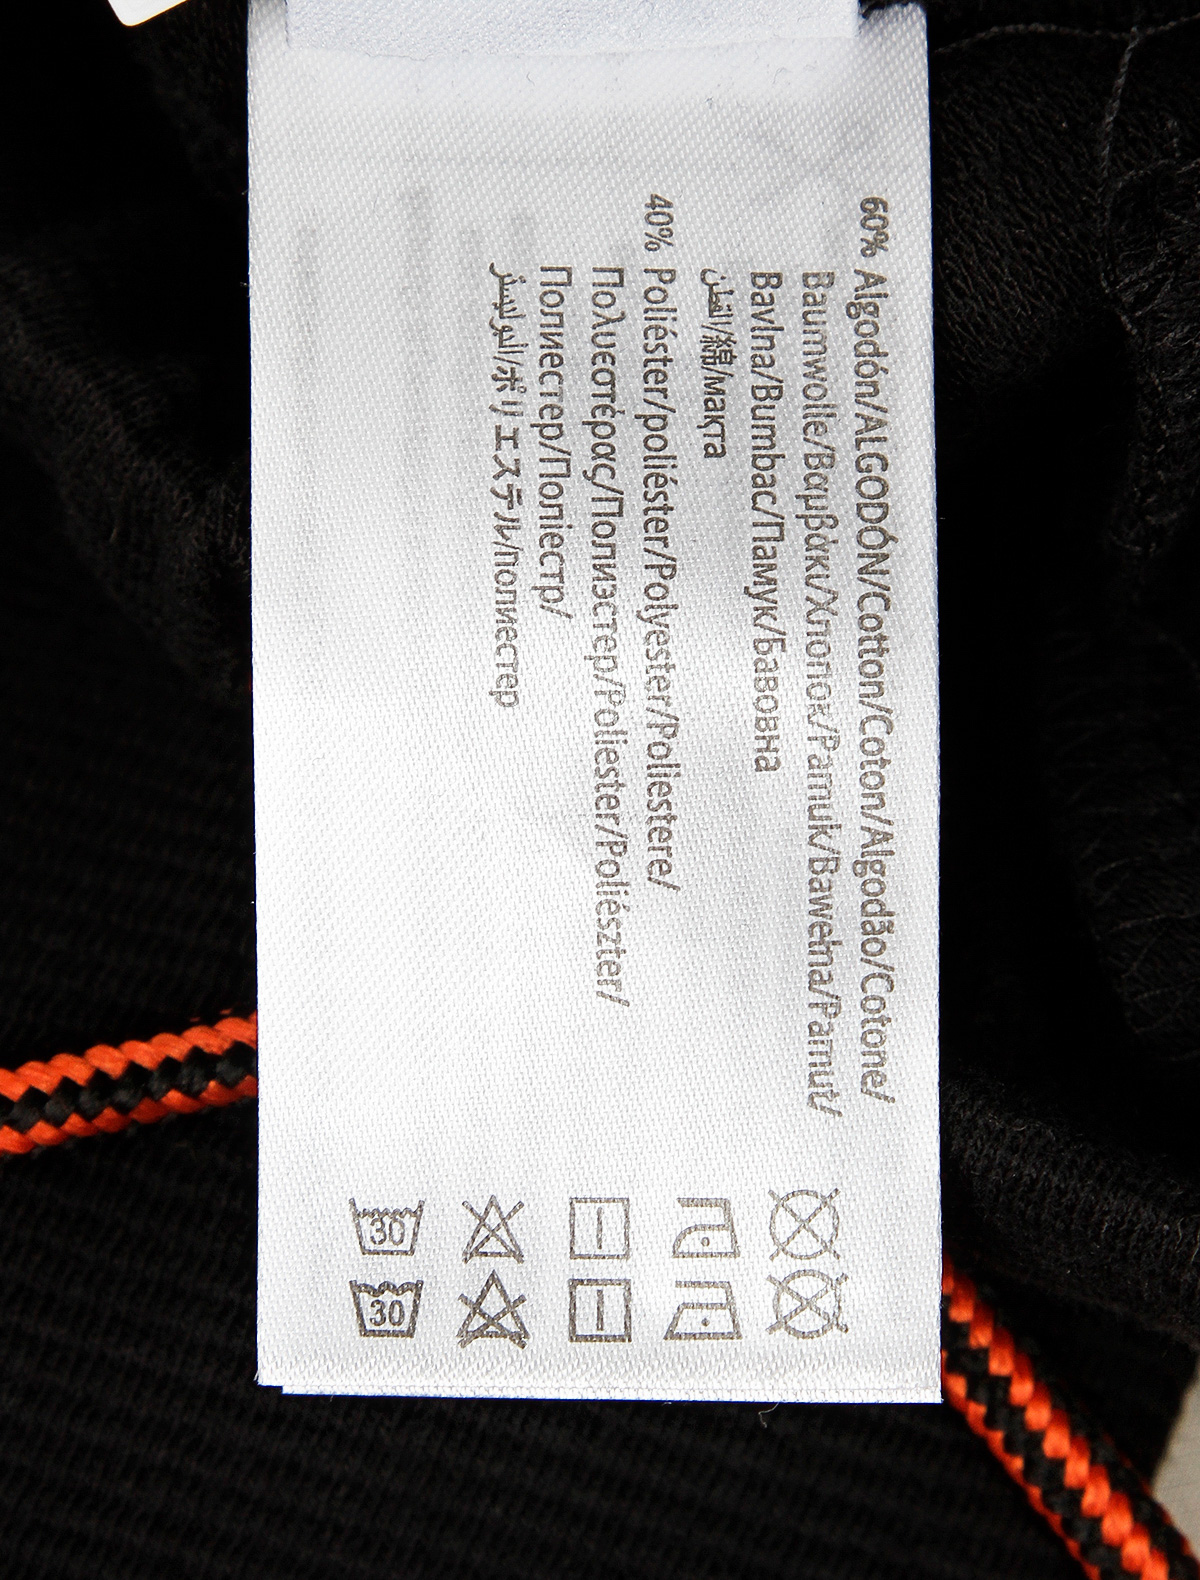 60% Algodón/ALGODÓN/Cotton/Coton/Algodão/Cotone/
Baumwolle/Βαμβάκι/Хлопок/Pamuk/Bawełna/Pamut/
Bavlna/Bumbac/Памук/Бавовна
القطن/綿/мақта
40% Poliéster/poliéster/Polyester/Poliestere/
Πολυεστέρας/Полиэстер/Poliester/Poliészter/
Полиестер/Поліестр/
البوليستر/ポリエステル/полиестер
30
30